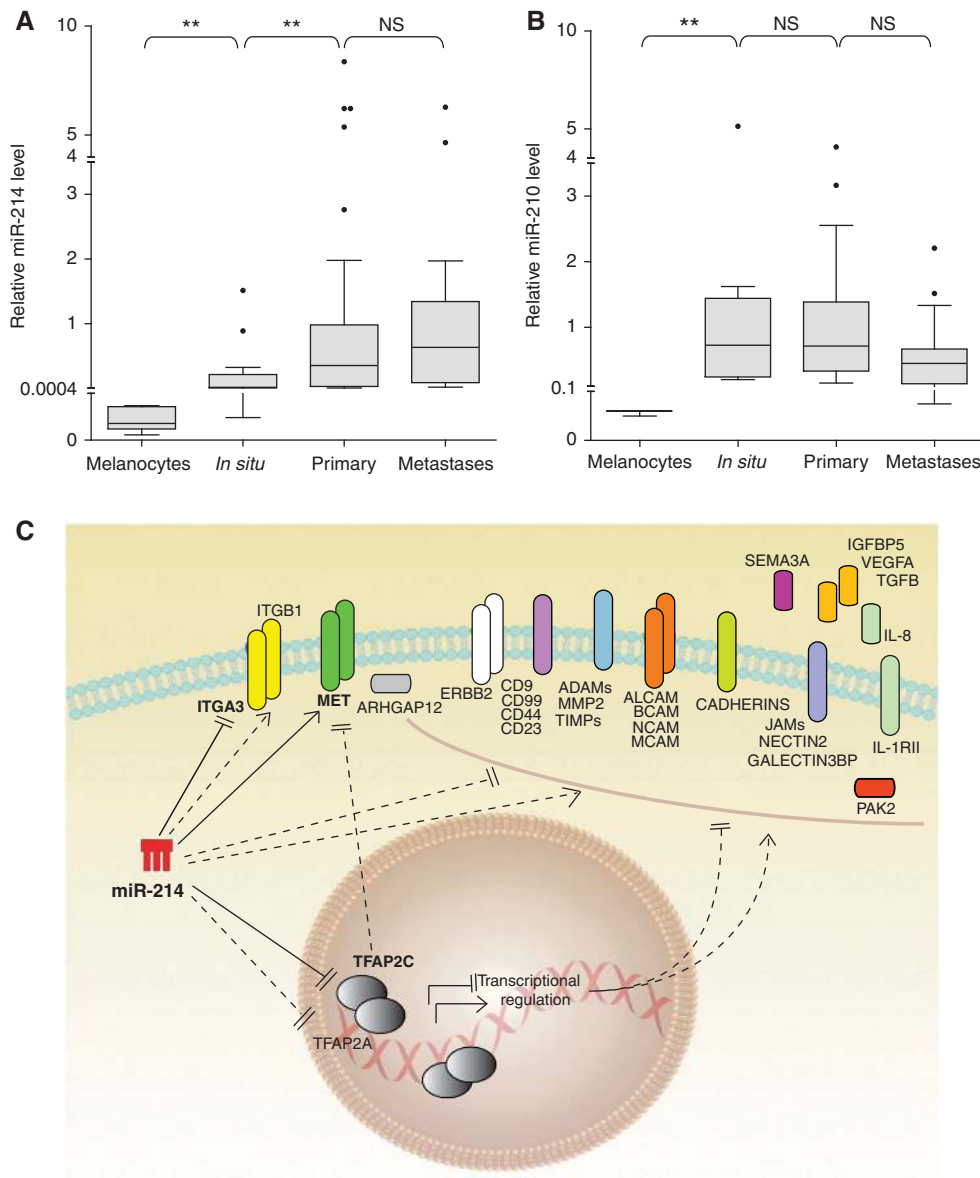 A
10
5
4
3
2
1
0.0004
0
Relative miR-214 level
**
**
NS
Melanocytes
In situ
Primary
Metastases
B
10
5
4
3
2
1
0.1
0
Relative miR-210 level
**
NS
NS
Melanocytes
In situ
Primary
Metastases
C
ITGB1
ITGA3
MET
ARHGAP12
ERBB2
CD9
CD99
CD44
CD23
ADAMs
MMP2
TIMPs
ALCAM
BCAM
NCAM
MCAM
CADHERINS
SEMA3A
IGFBP5
VEGFA
TGFB
IL-8
JAMs
NECTIN2
GALECTIN3BP
IL-1RII
PAK2
miR-214
TFAP2C
TFAP2A
Transcriptional
regulation